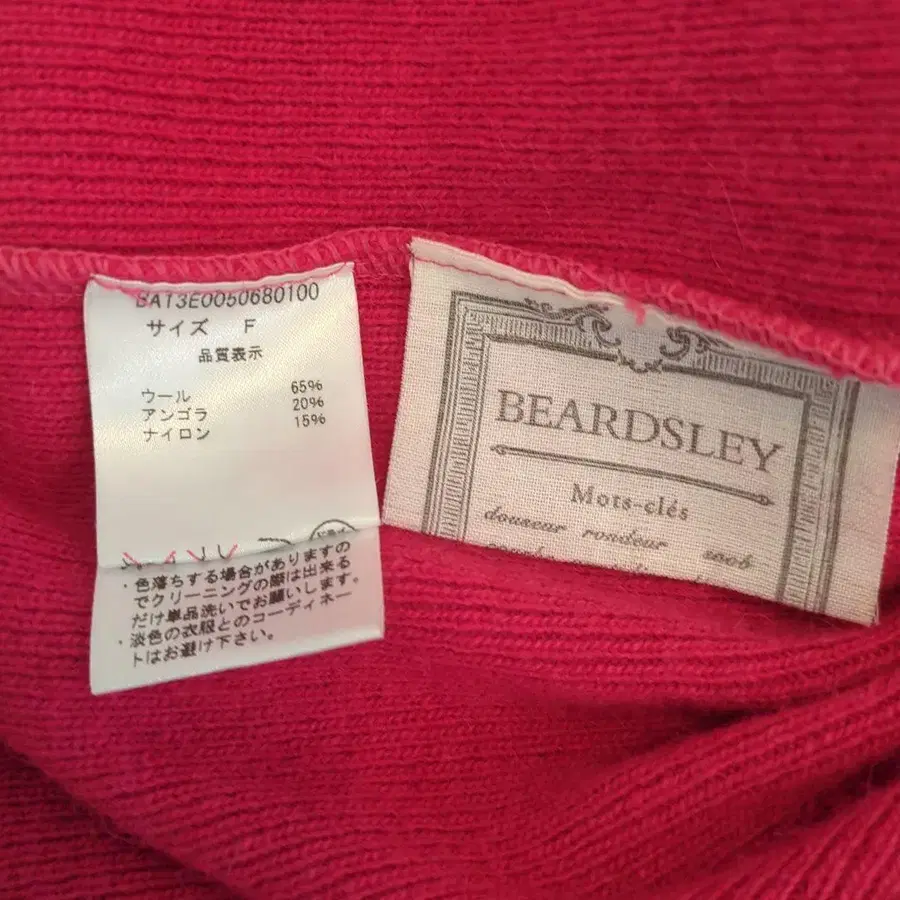 BA13E0050680100
サイズ F
品質表示
ウール 65%
アンゴラ 20%
ナイロン 15%
ドライ
・色落ちする場合がありますの
でクリーニングの際は出来る
だけ単品洗いでお願いします。
・淡色の衣服とのコーディネー
トはお避け下さい。
BEARDSLEY
Mots-clés
douseur rondeur